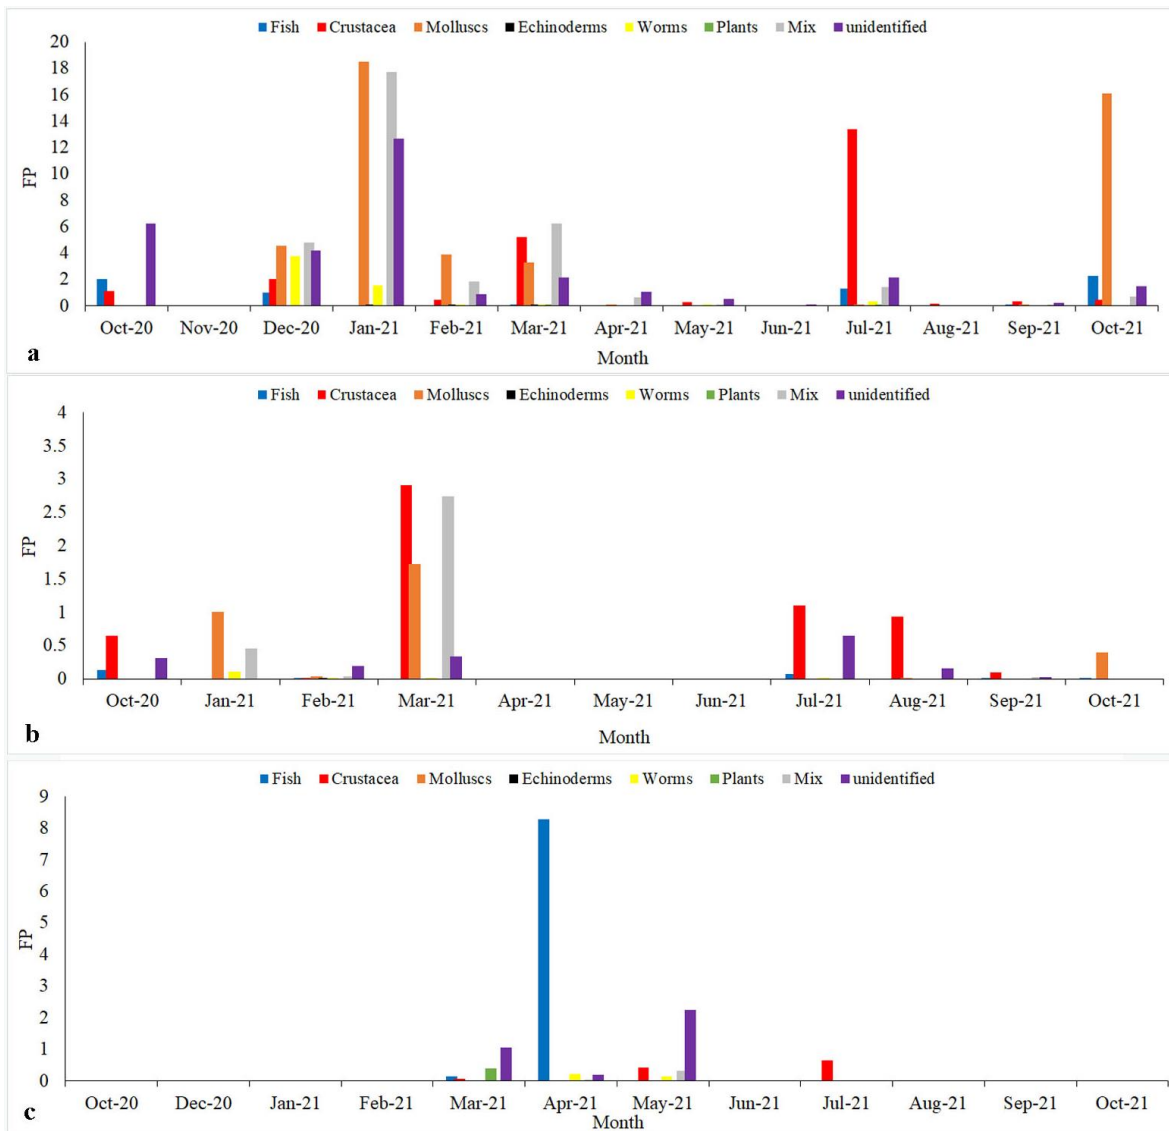 Fish Crustacea Molluscs Echinoderms Worms Plants Mix unidentified
20
18
16
14
12
10
8
6
4
2
0
FP
Oct-20 Nov-20 Dec-20 Jan-21 Feb-21 Mar-21 Apr-21 May-21 Jun-21 Jul-21 Aug-21 Sep-21 Oct-21
a
Month
Fish Crustacea Molluscs Echinoderms Worms Plants Mix unidentified
4
3.5
3
2.5
2
1.5
1
0.5
0
FP
Oct-20 Jan-21 Feb-21 Mar-21 Apr-21 May-21 Jun-21 Jul-21 Aug-21 Sep-21 Oct-21
b
Month
Fish Crustacea Molluscs Echinoderms Worms Plants Mix unidentified
9
8
7
6
5
4
3
2
1
0
FP
Oct-20 Dec-20 Jan-21 Feb-21 Mar-21 Apr-21 May-21 Jun-21 Jul-21 Aug-21 Sep-21 Oct-21
c
Month